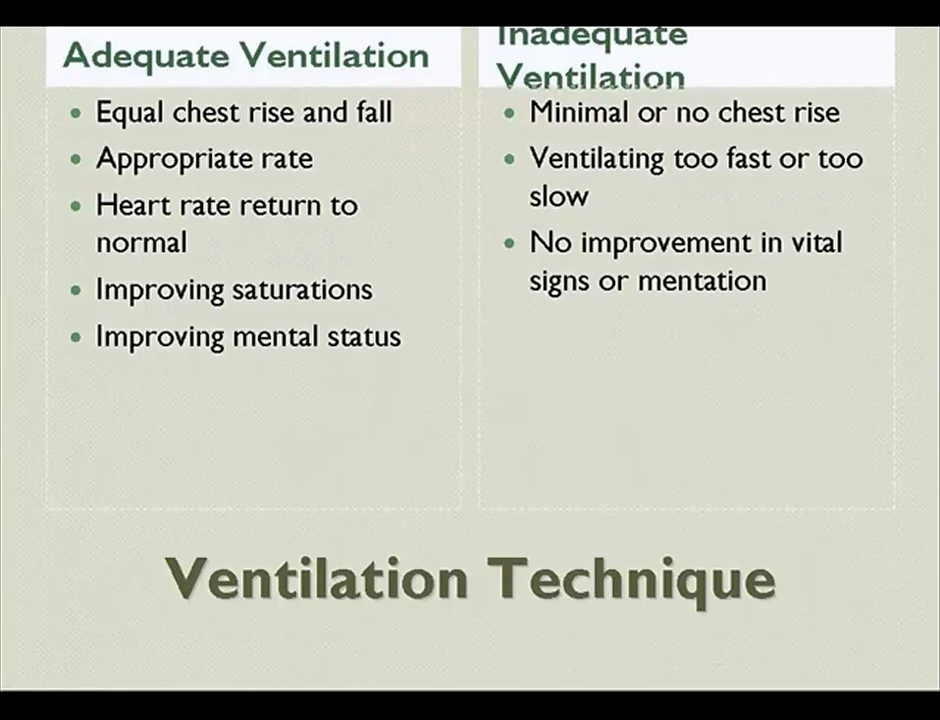 Adequate Ventilation
• Equal chest rise and fall
• Appropriate rate
• Heart rate return to
normal
• Improving saturations
• Improving mental status
Inadequate
Ventilation
• Minimal or no chest rise
• Ventilating too fast or too
slow
• No improvement in vital
signs or mentation
Ventilation Technique